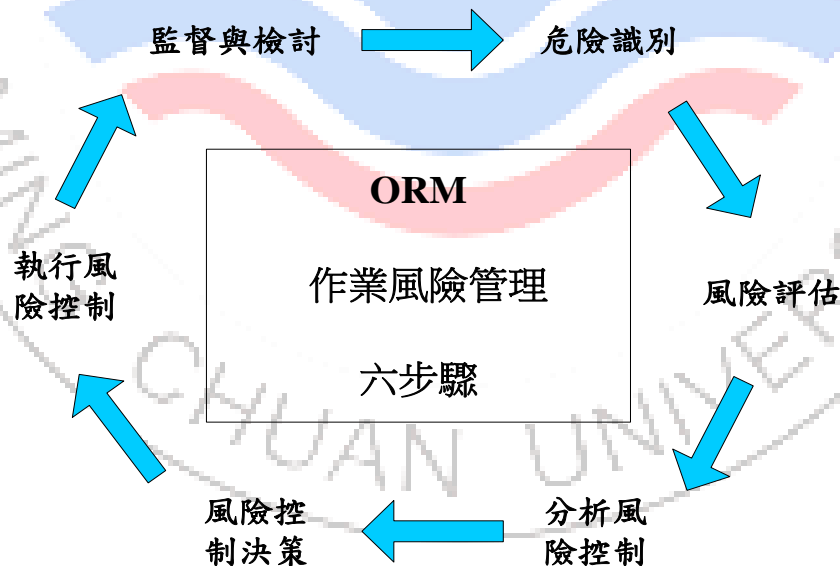 監督與檢討
危險識別
ORM
作業風險管理
六步驟
執行風
險控制
風險評估
風險控
制決策
分析風
險控制
CHUAN UNIVER